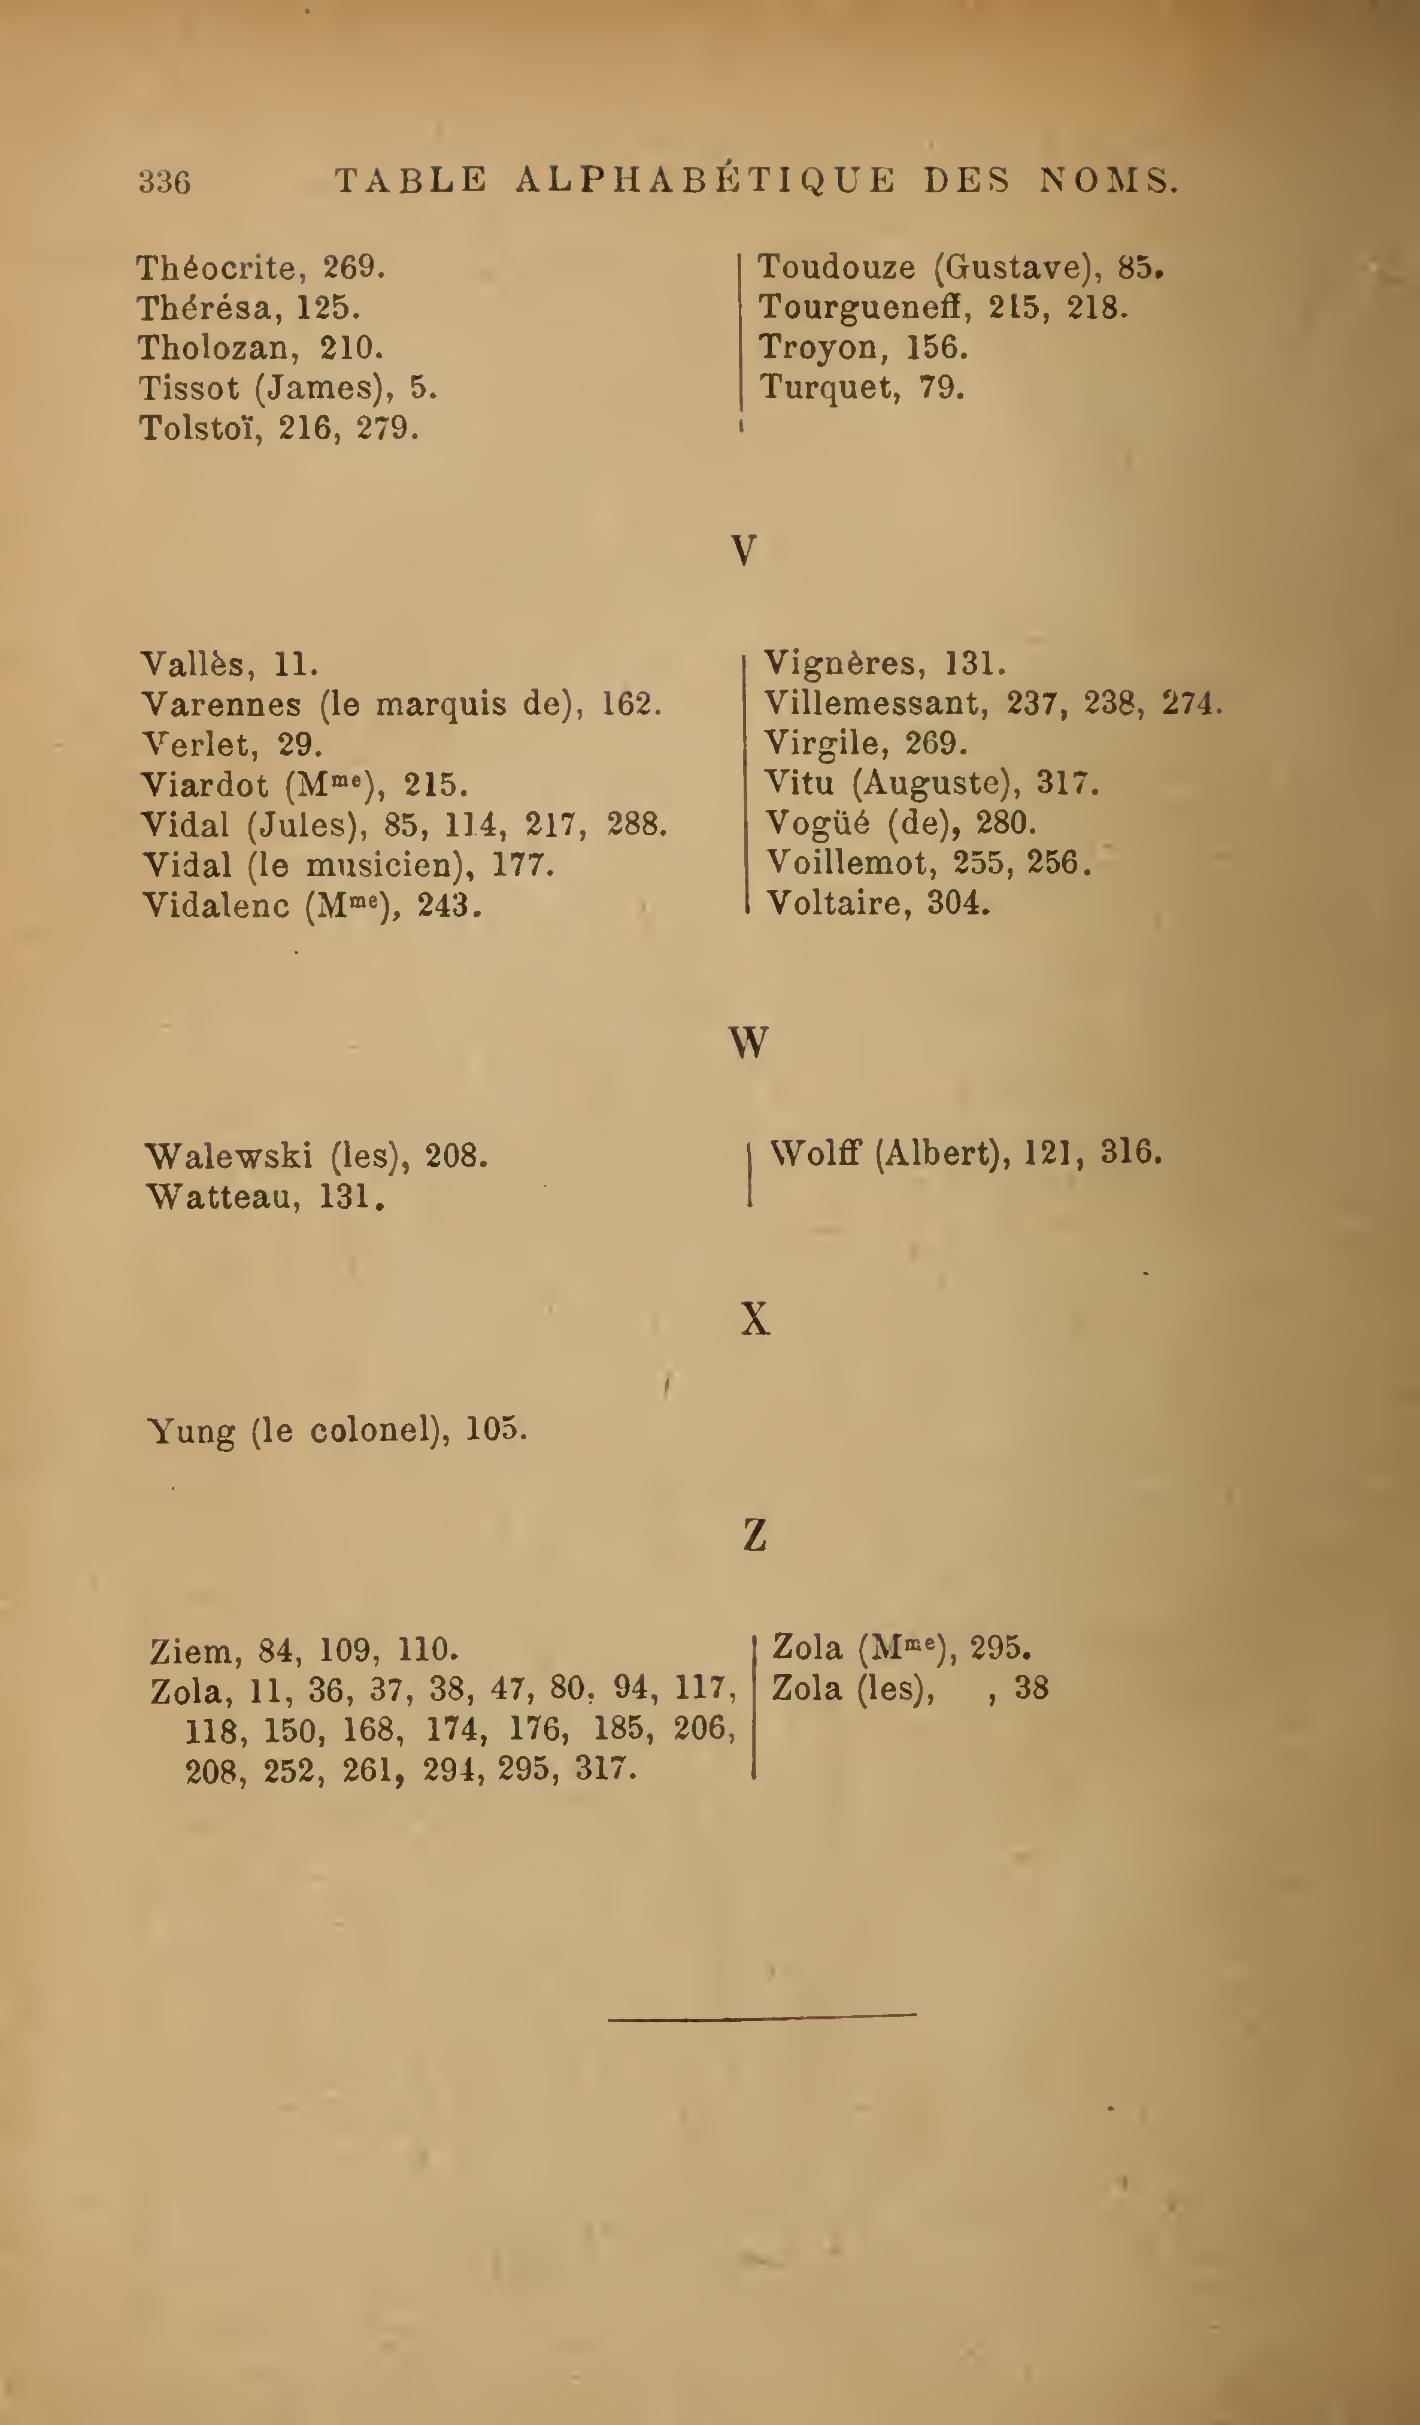 336 TABLE ALPHABÉTIQUE DES NOMS.
Théocrite, 269.
Thérésa, 125.
Tholozan, 210.
Tissot (James), 5.
Tolstoï, 216, 279.
Toudouze (Gustave), 85.
Tourgueneff, 215, 218.
Troyon, 156.
Turquet, 79.
V
Vallès, 11.
Varennes (le marquis de), 162.
Verlet, 29.
Viardot (Mme), 215.
Vidal (Jules), 85, 114, 217, 288.
Vidal (le musicien), 177.
Vidalenc (Mme), 243.
Vignères, 131.
Villemessant, 237, 238, 274.
Virgile, 269.
Vitu (Auguste), 317.
Vogüé (de), 280.
Voillemot, 255, 256.
Voltaire, 304.
W
Walewski (les), 208.
Watteau, 131.
Wolff (Albert), 121, 316.
X
Yung (le colonel), 105.
Z
Ziem, 84, 109, 110.
Zola, 11, 36, 37, 38, 47, 80, 94, 117,
118, 150, 168, 174, 176, 185, 206,
208, 252, 261, 294, 295, 317.
Zola (Mme), 295.
Zola (les), , 38